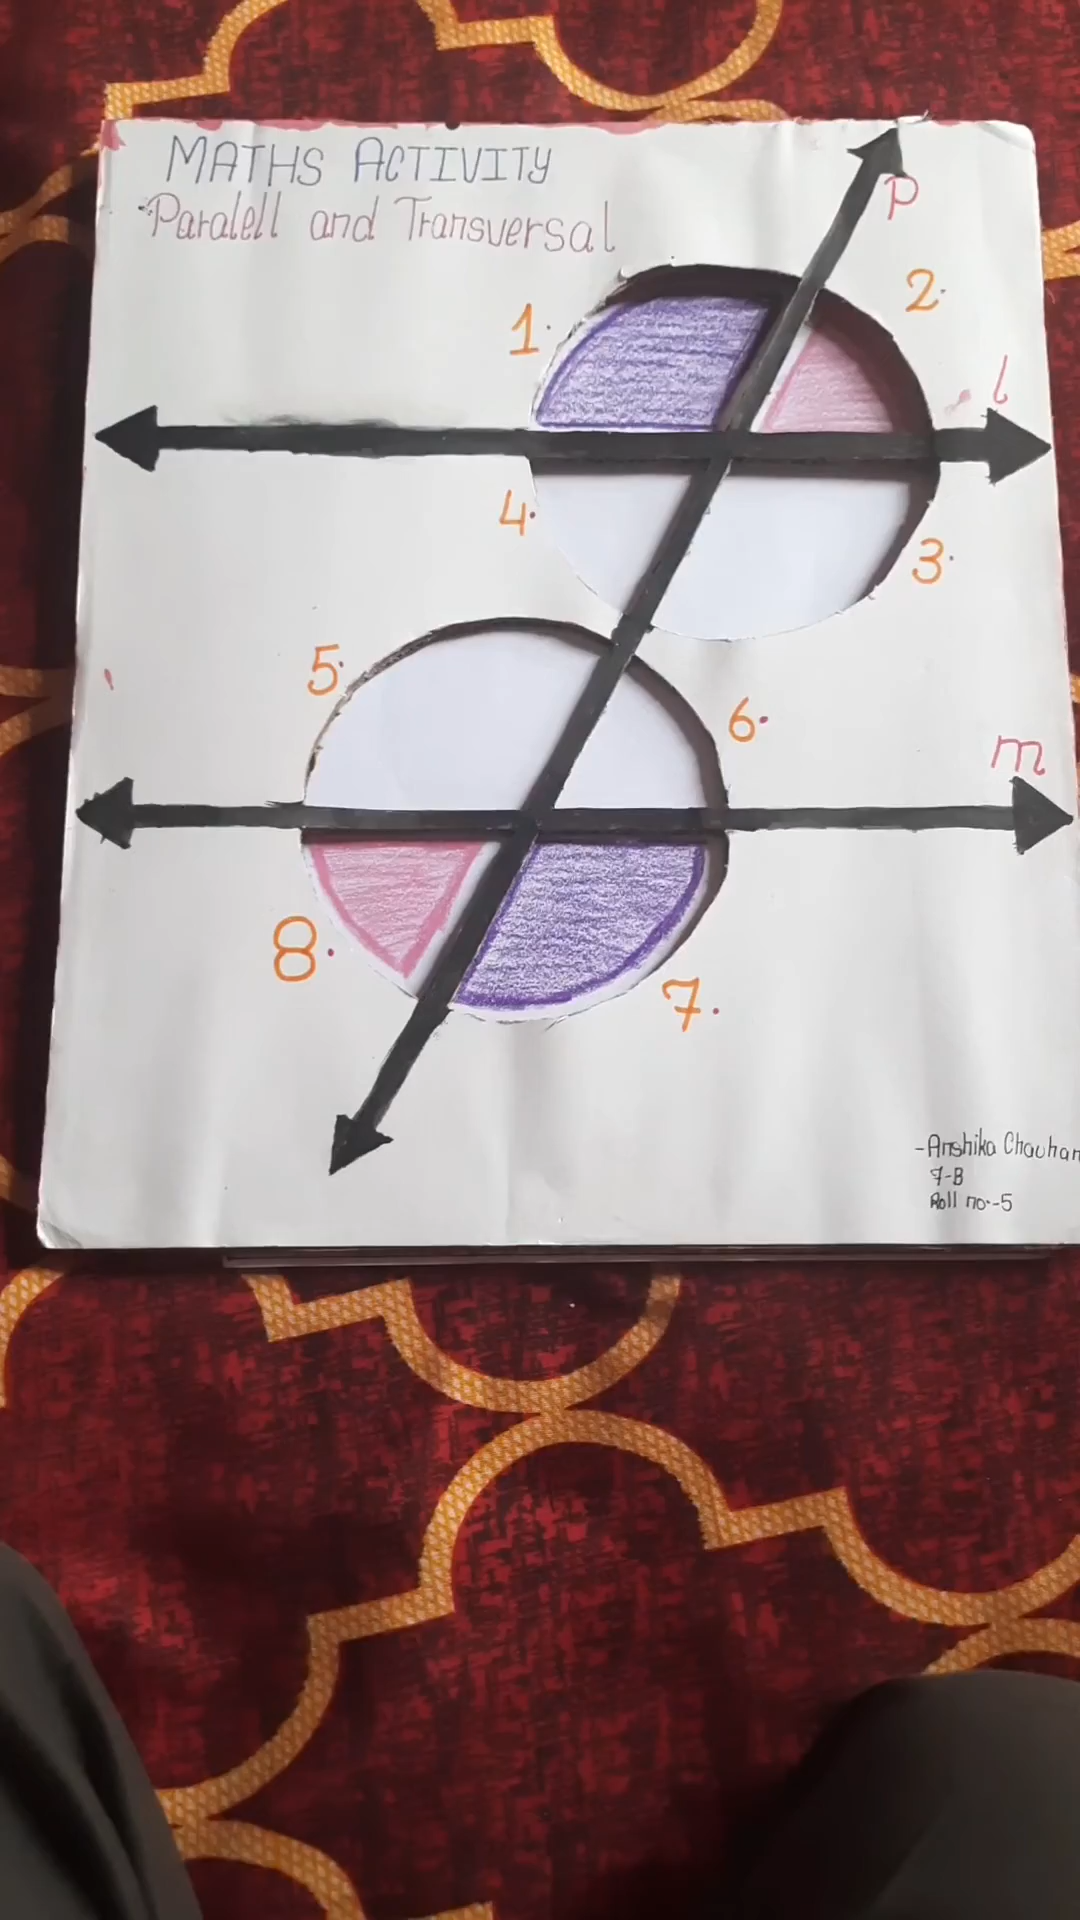 MATHS ACTIVITY
Paralell and Transversal
p
2.
1.
l
4.
3.
5.
6.
m
8.
7.
-Anshika Chauhan
7-B
Roll no.-5